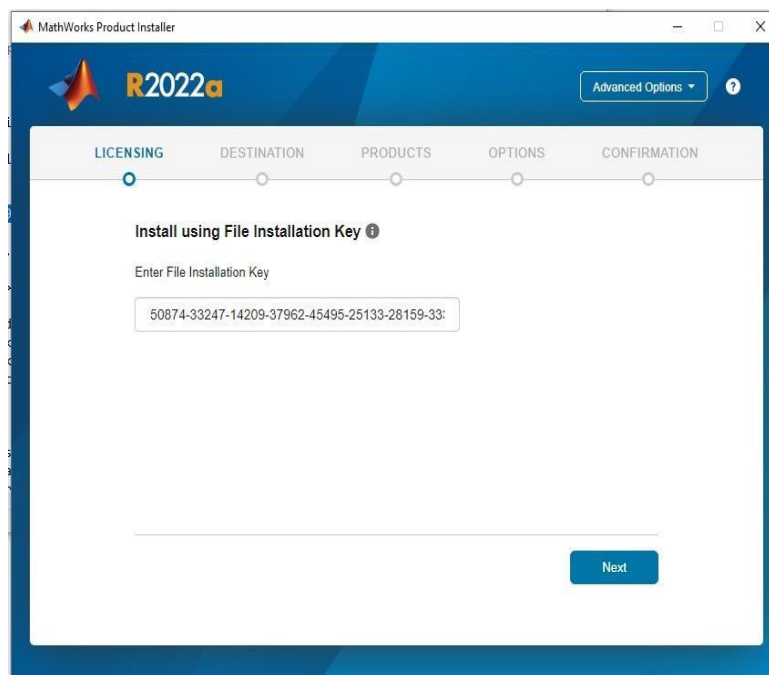 MathWorks Product Installer
R2022a
Advanced Options
LICENSING DESTINATION PRODUCTS OPTIONS CONFIRMATION
Install using File Installation Key
Enter File Installation Key
50874-33247-14209-37962-45495-25133-28159-33
Next